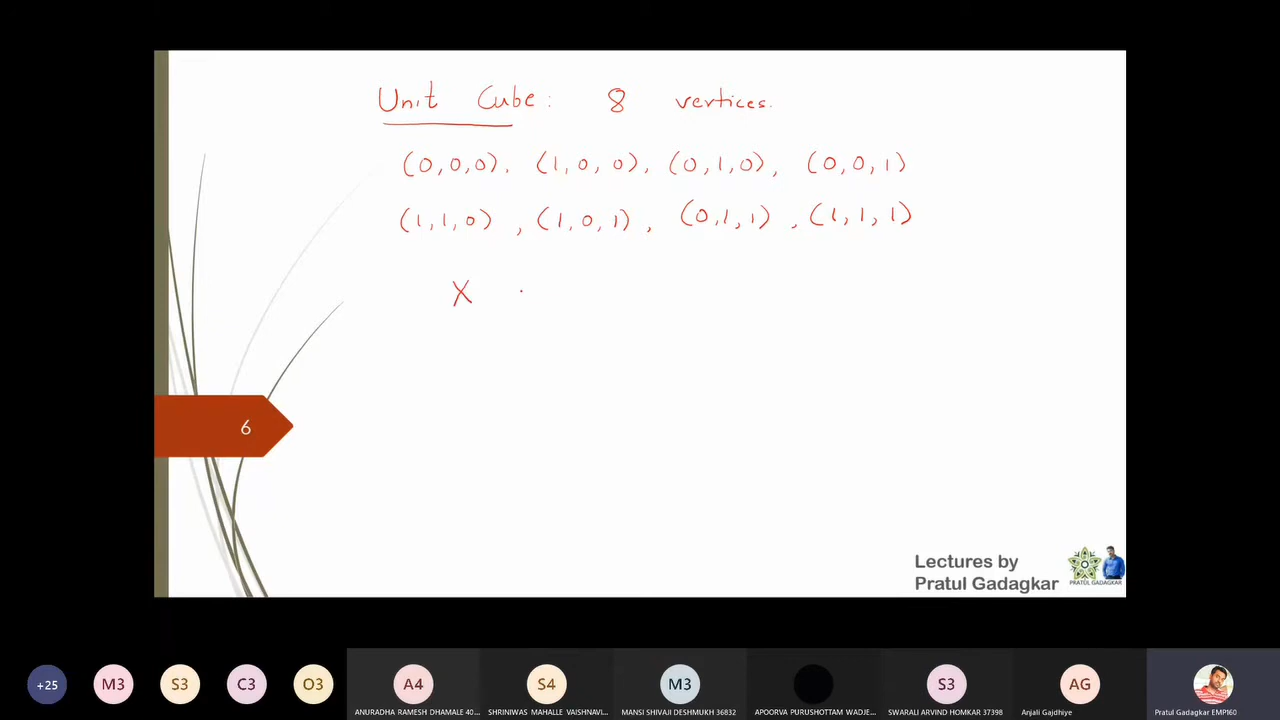 Unit Cube: 8 vertices.
(0,0,0), (1,0,0), (0,1,0), (0,0,1)
(1,1,0), (1,0,1), (0,1,1), (1,1,1)
X
6
Lectures by
Pratul Gadagkar
PRATUL GADAGKAR
+25 M3 S3 C3 O3 A4 S4 M3 S3 AG
ANURADHA RAMESH DHAMALE 40... SHRINIWAS MAHALLE VAISHNAVI... MANSI SHIVAJI DESHMUKH 36832 APOORVA PURUSHOTTAM WADJE... SWARALI ARVIND HOMKAR 37398 Anjali Gajdhiye Pratul Gadagkar EMP160